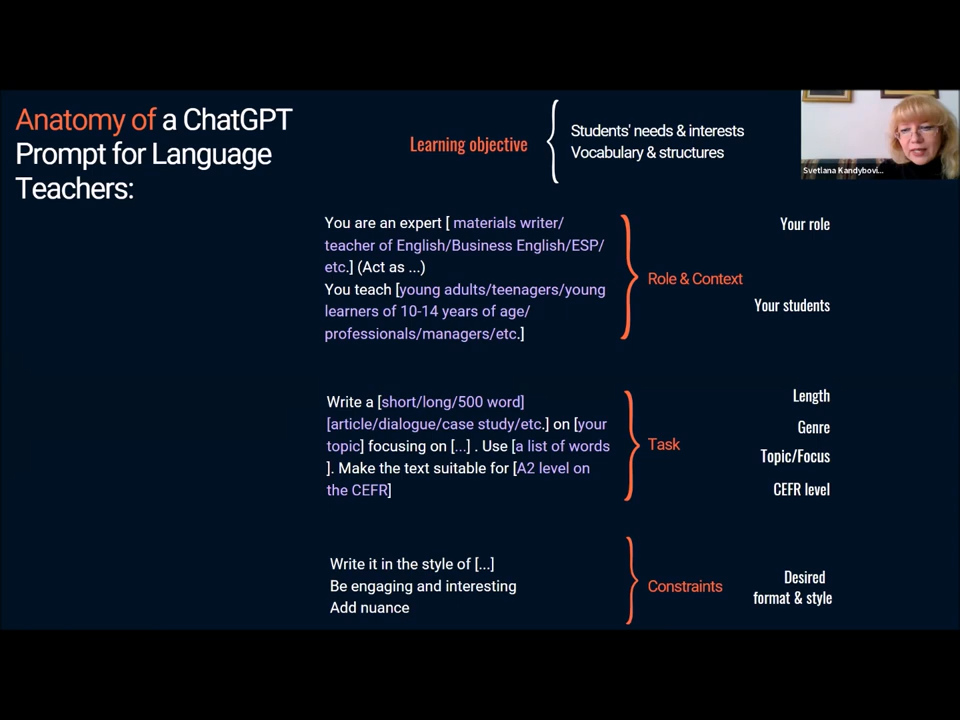 Anatomy of a ChatGPT
Prompt for Language
Teachers:
Learning objective
Students' needs & interests
Vocabulary & structures
Svetlana Kandybovi...
You are an expert [ materials writer/
teacher of English/Business English/ESP/
etc.] (Act as ...)
You teach [young adults/teenagers/young
learners of 10-14 years of age/
professionals/managers/etc.]
Role & Context
Your role
Your students
Write a [short/long/500 word]
[article/dialogue/case study/etc.] on [your
topic] focusing on [...] . Use [a list of words
]. Make the text suitable for [A2 level on
the CEFR]
Task
Length
Genre
Topic/Focus
CEFR level
Write it in the style of [...]
Be engaging and interesting
Add nuance
Constraints
Desired
format & style